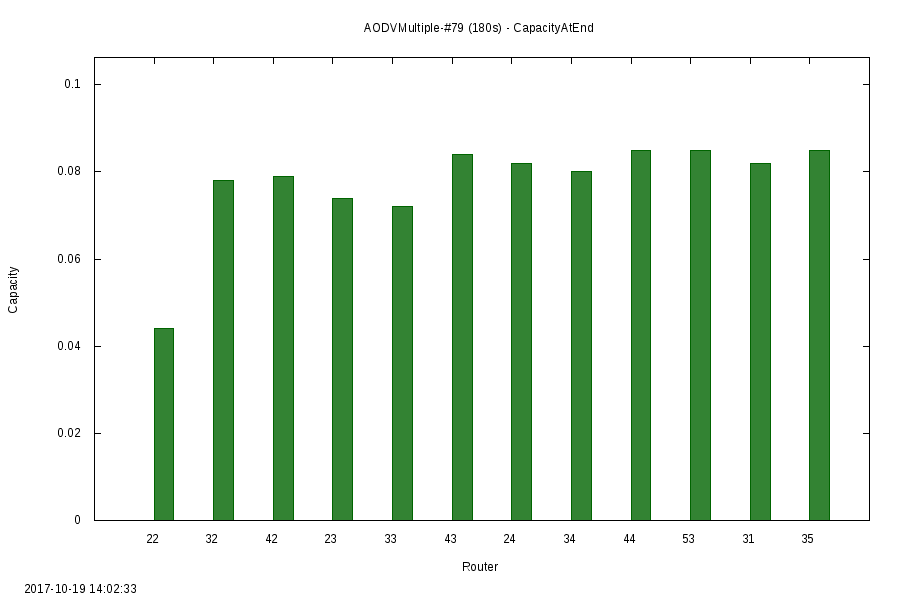 AODVMultiple-#79 (180s) - CapacityAtEnd
0.1
0.08
0.06
0.04
0.02
0
Capacity
22 32 42 23 33 43 24 34 44 53 31 35
Router
2017-10-19 14:02:33